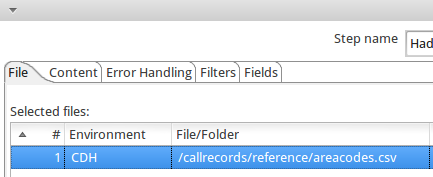 Step name Had
File Content Error Handling Filters Fields
Selected files:
# Environment File/Folder
1 CDH /callrecords/reference/areacodes.csv